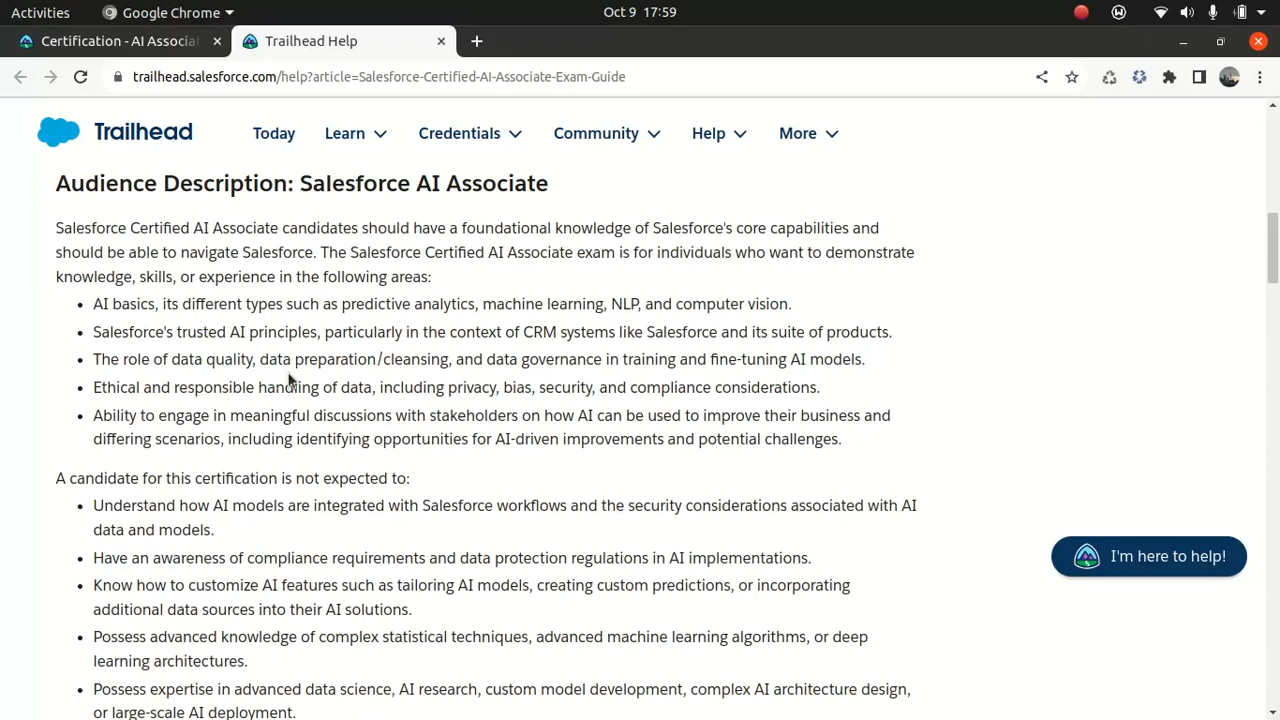 Activities
Google Chrome
Oct 9 17:59
Certification - AI Associat
Trailhead Help
trailhead.salesforce.com/help?article=Salesforce-Certified-AI-Associate-Exam-Guide
Trailhead
Today
Learn
Credentials
Community
Help
More
Audience Description: Salesforce AI Associate
Salesforce Certified AI Associate candidates should have a foundational knowledge of Salesforce's core capabilities and
should be able to navigate Salesforce. The Salesforce Certified AI Associate exam is for individuals who want to demonstrate
knowledge, skills, or experience in the following areas:
• AI basics, its different types such as predictive analytics, machine learning, NLP, and computer vision.
• Salesforce's trusted AI principles, particularly in the context of CRM systems like Salesforce and its suite of products.
• The role of data quality, data preparation/cleansing, and data governance in training and fine-tuning AI models.
• Ethical and responsible handling of data, including privacy, bias, security, and compliance considerations.
• Ability to engage in meaningful discussions with stakeholders on how AI can be used to improve their business and
differing scenarios, including identifying opportunities for AI-driven improvements and potential challenges.
A candidate for this certification is not expected to:
• Understand how AI models are integrated with Salesforce workflows and the security considerations associated with AI
data and models.
• Have an awareness of compliance requirements and data protection regulations in AI implementations.
• Know how to customize AI features such as tailoring AI models, creating custom predictions, or incorporating
additional data sources into their AI solutions.
• Possess advanced knowledge of complex statistical techniques, advanced machine learning algorithms, or deep
learning architectures.
• Possess expertise in advanced data science, AI research, custom model development, complex AI architecture design,
or large-scale AI deployment.
I'm here to help!